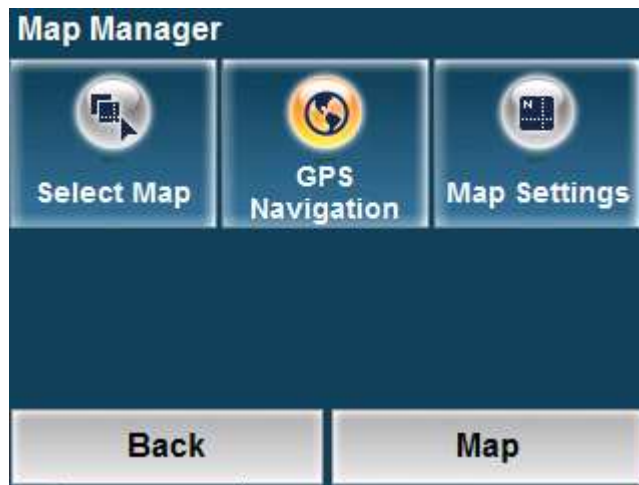 Map Manager
Select Map
GPS
Navigation
Map Settings
N
Back
Map